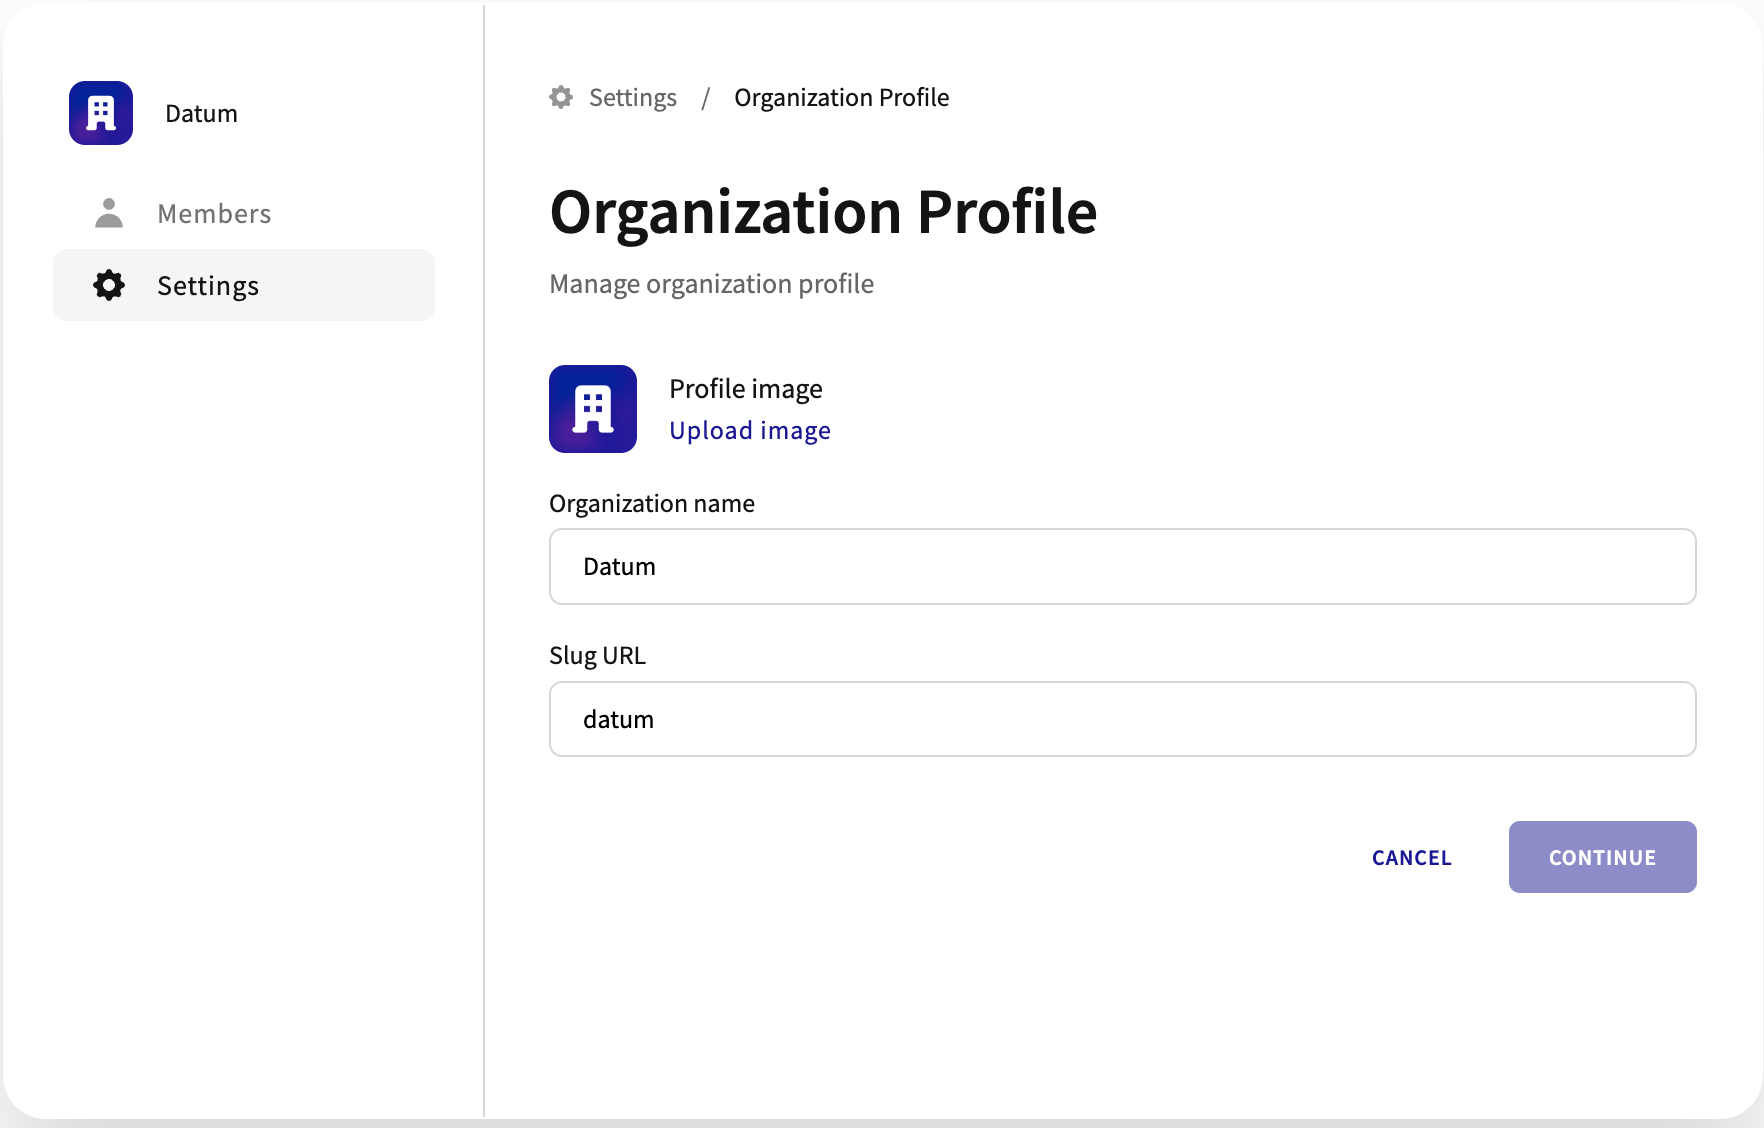 Datum
Members
Settings
Settings / Organization Profile
Organization Profile
Manage organization profile
Profile image
Upload image
Organization name
Datum
Slug URL
datum
CANCEL
CONTINUE